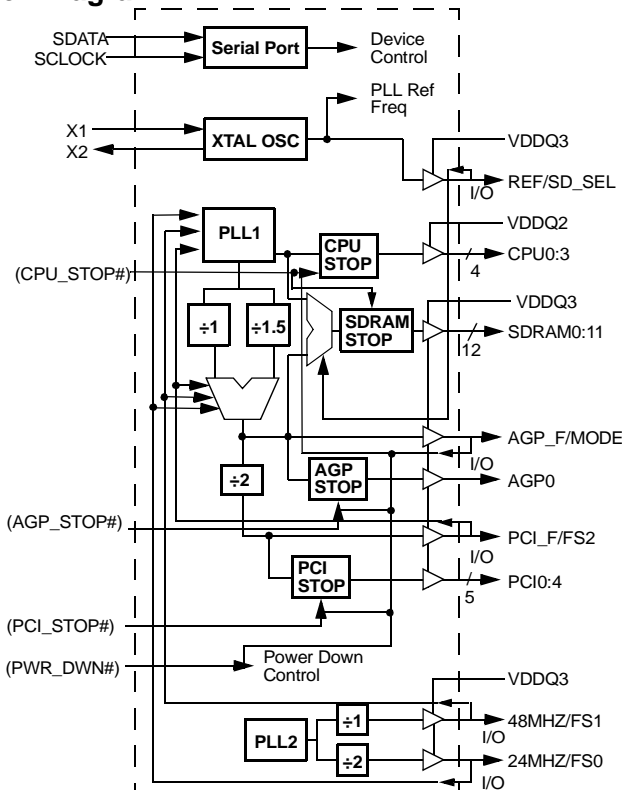 SDATA
SCLOCK
Serial Port
Device
Control
PLL Ref
Freq
X1
X2
XTAL OSC
VDDQ3
REF/SD_SEL
I/O
PLL1
CPU
STOP
VDDQ2
CPU0:3
4
(CPU_STOP#)
÷1
÷1.5
SDRAM
STOP
VDDQ3
SDRAM0:11
12
AGP_F/MODE
I/O
÷2
AGP
STOP
AGP0
(AGP_STOP#)
PCI_F/FS2
I/O
PCI
STOP
PCI0:4
5
(PCI_STOP#)
(PWR_DWN#)
Power Down
Control
VDDQ3
PLL2
÷1
48MHZ/FS1
I/O
÷2
24MHZ/FS0
I/O